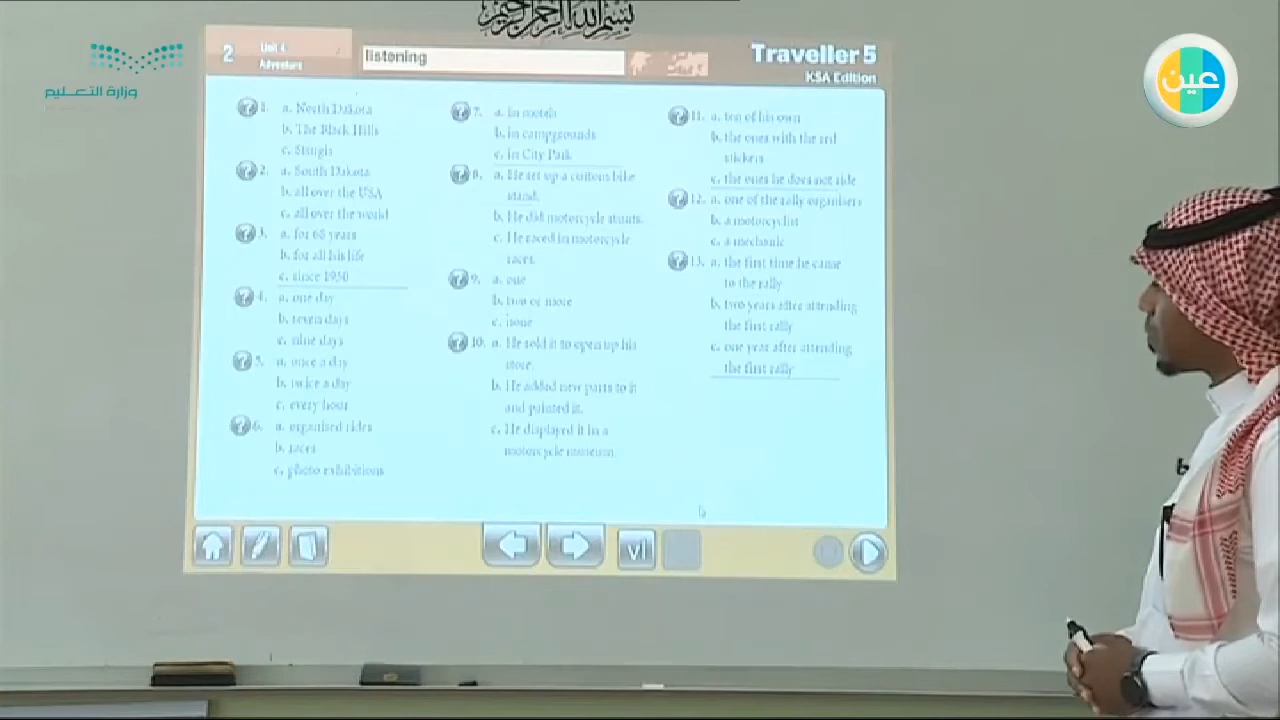 بسم الله الرحمن الرحيم
وزارة التعليم
عين
2
Unit 4
Adventure
listening
Traveller 5
KSA Edition
1. a. North Dakota
b. The Black Hills
c. Sturgis
2. a. South Dakota
b. all over the USA
c. all over the world
3. a. for 68 years
b. for all his life
c. since 1950
4. a. one day
b. seven days
c. nine days
5. a. once a day
b. twice a day
c. every hour
6. a. organised rides
b. races
c. photo exhibitions
7. a. in motels
b. in campgrounds
c. in City Park
8. a. He set up a custom bike
stand.
b. He did motorcycle stunts.
c. He raced in motorcycle
races.
9. a. one
b. two or more
c. none
10. a. He sold it to open up his
store.
b. He added new parts to it
and painted it.
c. He displayed it in a
motorcycle museum.
11. a. ten of his own
b. the ones with the red
stickers
c. the ones he does not ride
12. a. one of the rally organisers
b. a motorcyclist
c. a mechanic
13. a. the first time he came
to the rally
b. two years after attending
the first rally
c. one year after attending
the first rally